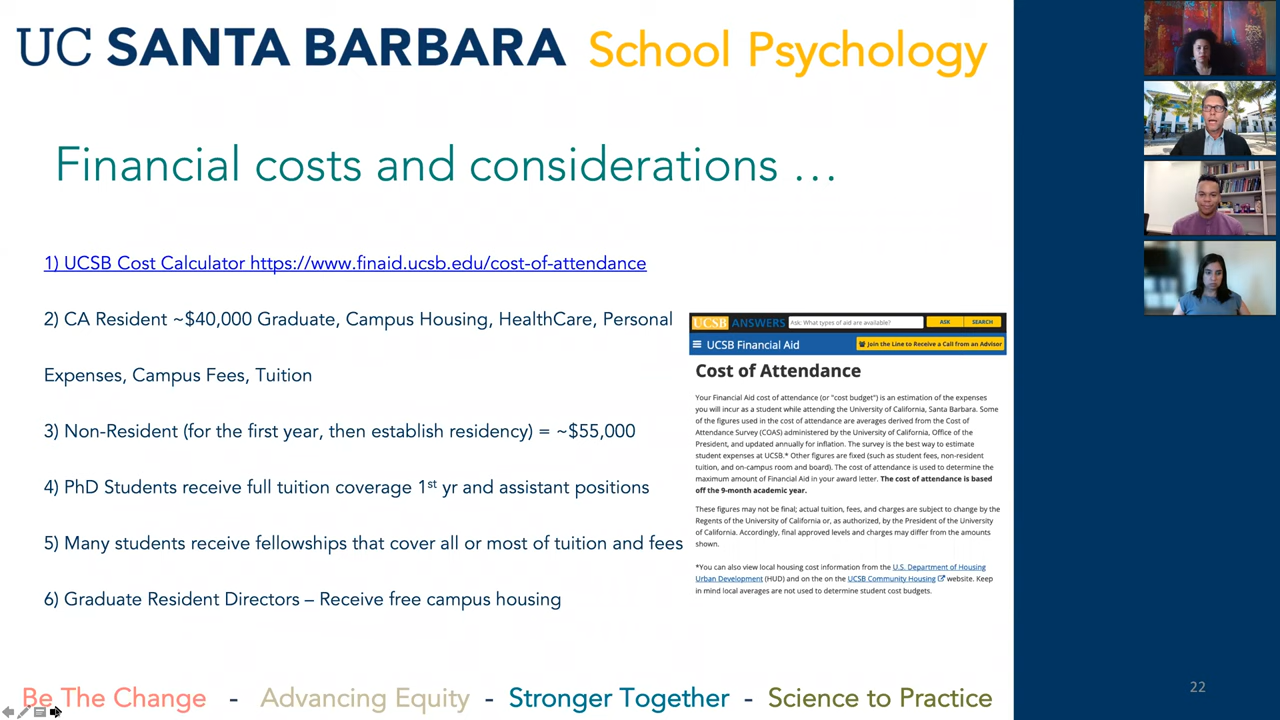 UC SANTA BARBARA School Psychology
Financial costs and considerations ...
1) UCSB Cost Calculator https://www.finaid.ucsb.edu/cost-of-attendance
2) CA Resident ~$40,000 Graduate, Campus Housing, HealthCare, Personal
Expenses, Campus Fees, Tuition
3) Non-Resident (for the first year, then establish residency) = ~$55,000
4) PhD Students receive full tuition coverage 1st yr and assistant positions
5) Many students receive fellowships that cover all or most of tuition and fees
6) Graduate Resident Directors – Receive free campus housing
UCSB ANSWERS Ask: What types of aid are available? ASK SEARCH
UCSB Financial Aid Join the Line to Receive a Call from an Advisor
Cost of Attendance
Your Financial Aid cost of attendance (or "cost budget") is an estimation of the expenses
you will incur as a student while attending the University of California, Santa Barbara. Some
of the figures used in the cost of attendance are averages derived from the Cost of
Attendance Survey (COAS) administered by the University of California, Office of the
President, and updated annually for inflation. The survey is the best way to estimate
student expenses at UCSB.* Other figures are fixed (such as student fees, non-resident
tuition, and on-campus room and board). The cost of attendance is used to determine the
maximum amount of Financial Aid in your award letter. The cost of attendance is based
off the 9-month academic year.
These figures may not be final; actual tuition, fees, and charges are subject to change by the
Regents of the University of California or, as authorized, by the President of the University
of California. Accordingly, final approved levels and charges may differ from the amounts
shown.
*You can also view local housing cost information from the U.S. Department of Housing
Urban Development (HUD) and on the on the UCSB Community Housing website. Keep
in mind local averages are not used to determine student cost budgets.
Be The Change - Advancing Equity - Stronger Together - Science to Practice
22